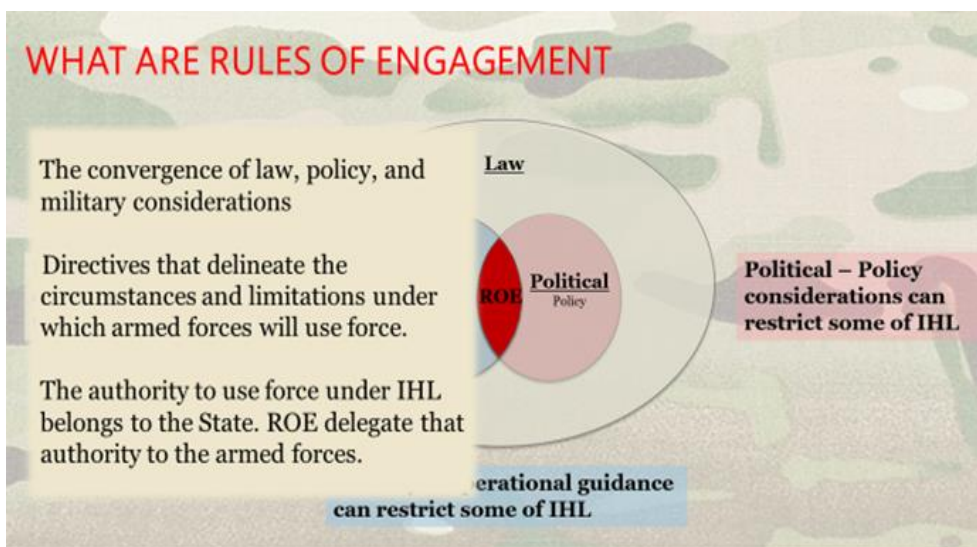 WHAT ARE RULES OF ENGAGEMENT
The convergence of law, policy, and
military considerations
Directives that delineate the
circumstances and limitations under
which armed forces will use force.
The authority to use force under IHL
belongs to the State. ROE delegate that
authority to the armed forces.
Law
ROE
Political
Policy
Political – Policy
considerations can
restrict some of IHL
erational guidance
can restrict some of IHL